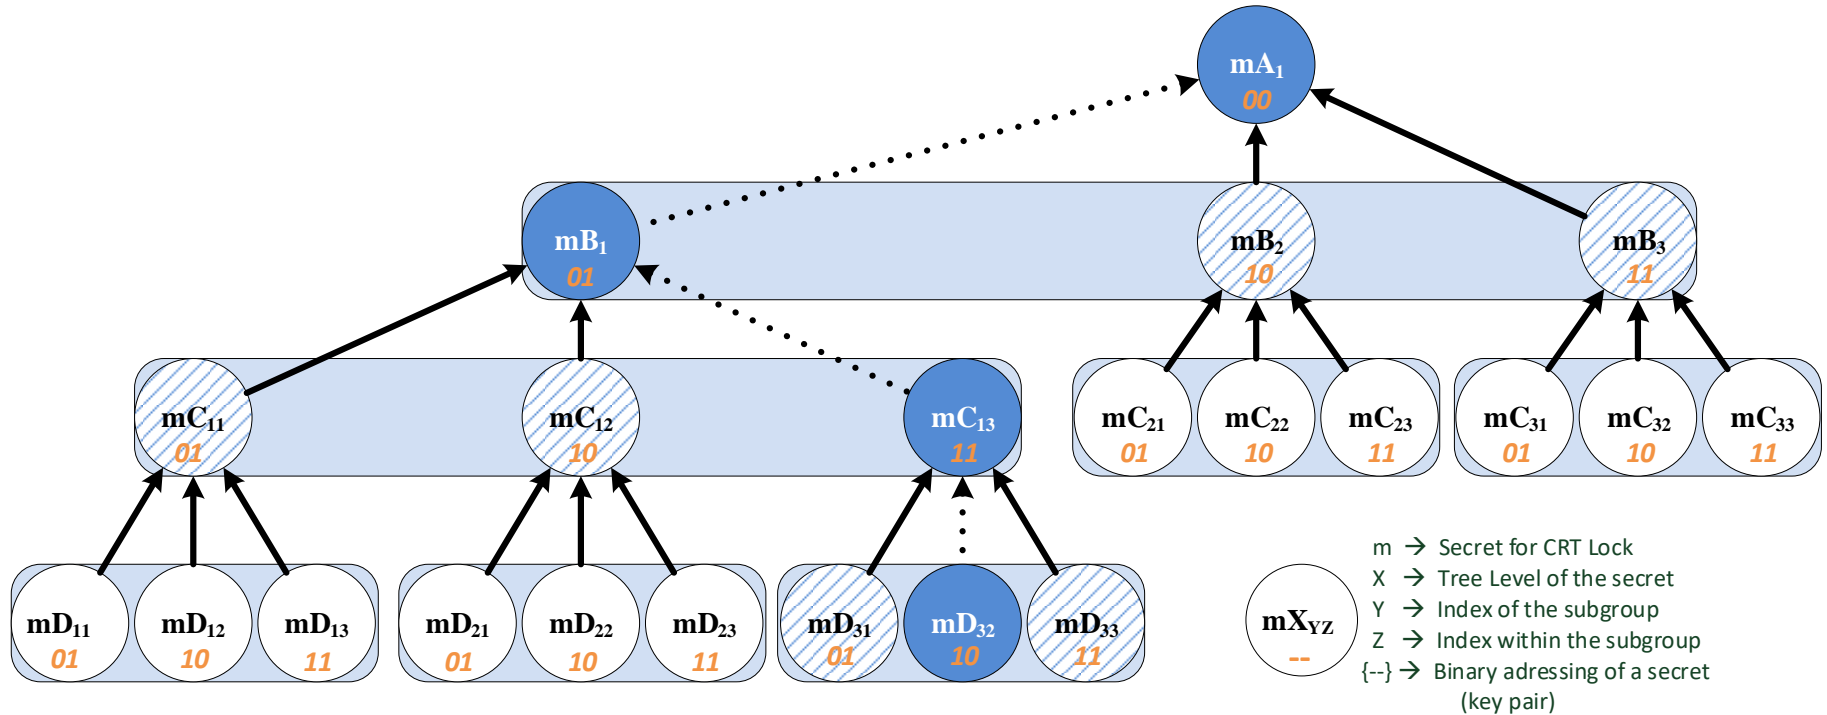 mA₁
00
mB₁
01
mB₂
10
mB₃
11
mC₁₁
01
mC₁₂
10
mC₁₃
11
mC₂₁
01
mC₂₂
10
mC₂₃
11
mC₃₁
01
mC₃₂
10
mC₃₃
11
mD₁₁
01
mD₁₂
10
mD₁₃
11
mD₂₁
01
mD₂₂
10
mD₂₃
11
mD₃₁
01
mD₃₂
10
mD₃₃
11
mX_YZ
--
m → Secret for CRT Lock
X → Tree Level of the secret
Y → Index of the subgroup
Z → Index within the subgroup
{--} → Binary adressing of a secret
(key pair)